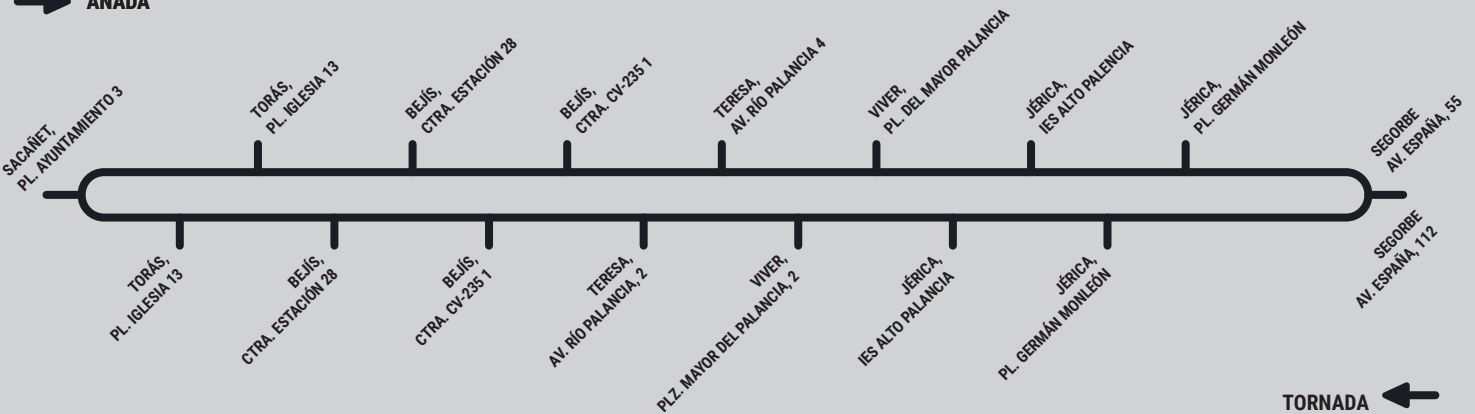 ANADA
SACAÑET,
PL. AYUNTAMIENTO 3
TORÁS,
PL. IGLESIA 13
BEJÍS,
CTRA. ESTACIÓN 28
BEJÍS,
CTRA. CV-235 1
TERESA,
AV. RÍO PALANCIA 4
VIVER,
PL. DEL MAYOR PALANCIA
JÉRICA,
IES ALTO PALENCIA
JÉRICA,
PL. GERMÁN MONLEÓN
SEGORBE
AV. ESPAÑA, 55
TORÁS,
PL. IGLESIA 13
BEJÍS,
CTRA. ESTACIÓN 28
BEJÍS,
CTRA. CV-235 1
TERESA,
AV. RÍO PALANCIA, 2
VIVER,
PLZ. MAYOR DEL PALANCIA, 2
JÉRICA,
IES ALTO PALANCIA
JÉRICA,
PL. GERMÁN MONLEÓN
SEGORBE
AV. ESPAÑA, 112
TORNADA